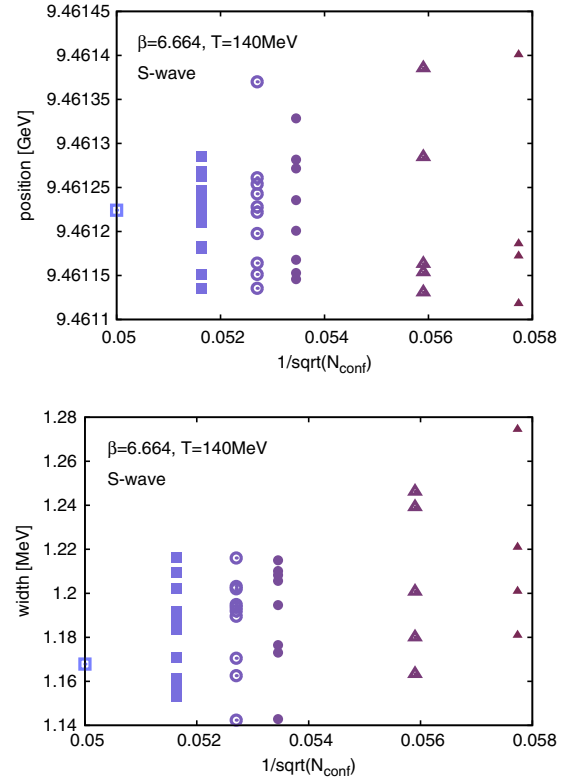 9.46145
β=6.664, T=140MeV
9.4614
S-wave
9.46135
9.4613
position [GeV]
9.46125
9.4612
9.46115
9.4611
0.05 0.052 0.054 0.056 0.058
1/sqrt(N_conf)
1.28
β=6.664, T=140MeV
1.26
S-wave
1.24
1.22
width [MeV]
1.2
1.18
1.16
1.14
0.05 0.052 0.054 0.056 0.058
1/sqrt(N_conf)